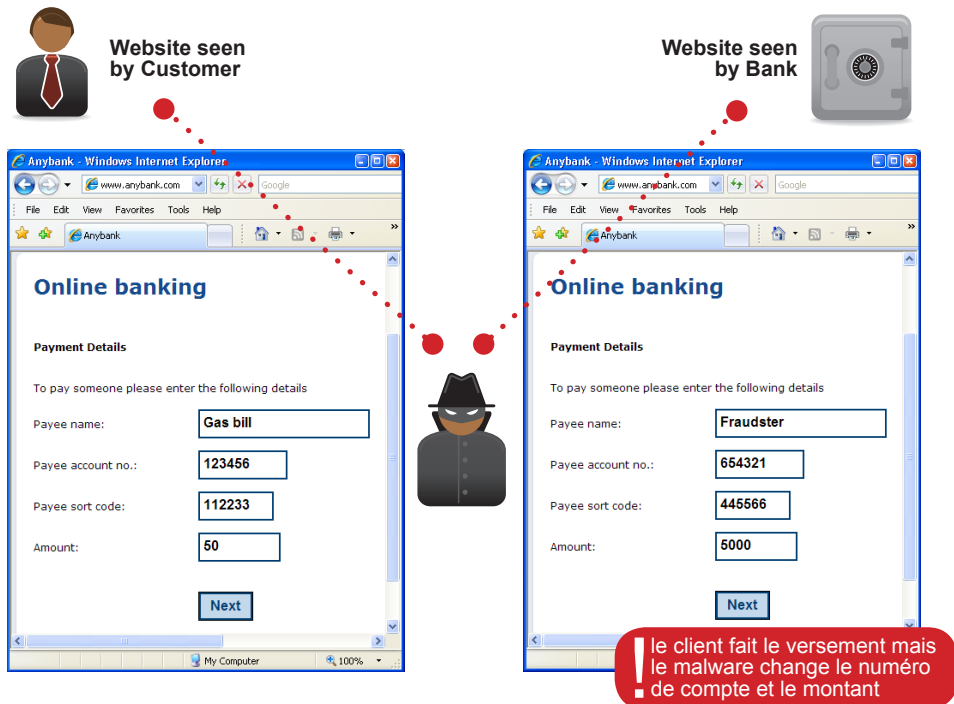 Website seen
by Customer
Website seen
by Bank
Anybank - Windows Internet Explorer
www.anybank.com
Google
File Edit View Favorites Tools Help
Anybank
»
Online banking
Payment Details
To pay someone please enter the following details
Payee name:
Gas bill
Payee account no.:
123456
Payee sort code:
112233
Amount:
50
Next
My Computer
100%
Anybank - Windows Internet Explorer
www.anybank.com
Google
File Edit View Favorites Tools Help
Anybank
»
Online banking
Payment Details
To pay someone please enter the following details
Payee name:
Fraudster
Payee account no.:
654321
Payee sort code:
445566
Amount:
5000
Next
! le client fait le versement mais
le malware change le numéro
de compte et le montant